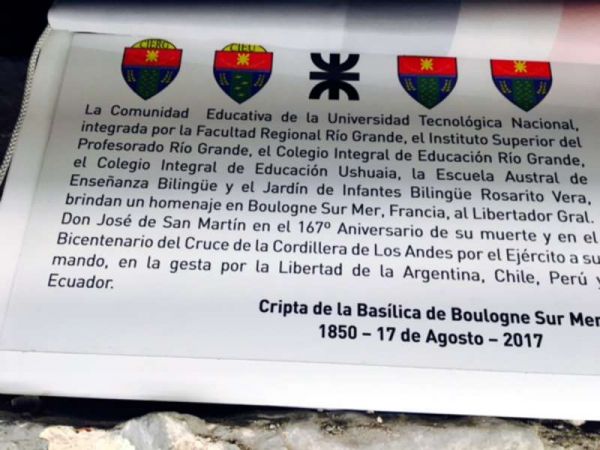 CIERG CIEU
La Comunidad Educativa de la Universidad Tecnológica Nacional,
integrada por la Facultad Regional Río Grande, el Instituto Superior del
Profesorado Río Grande, el Colegio Integral de Educación Río Grande,
el Colegio Integral de Educación Ushuaia, la Escuela Austral de
Enseñanza Bilingüe y el Jardín de Infantes Bilingüe Rosarito Vera,
brindan un homenaje en Boulogne Sur Mer, Francia, al Libertador Gral.
Don José de San Martín en el 167º Aniversario de su muerte y en el
Bicentenario del Cruce de la Cordillera de Los Andes por el Ejército a su
mando, en la gesta por la Libertad de la Argentina, Chile, Perú y
Ecuador.
Cripta de la Basílica de Boulogne Sur Mer
1850 – 17 de Agosto – 2017